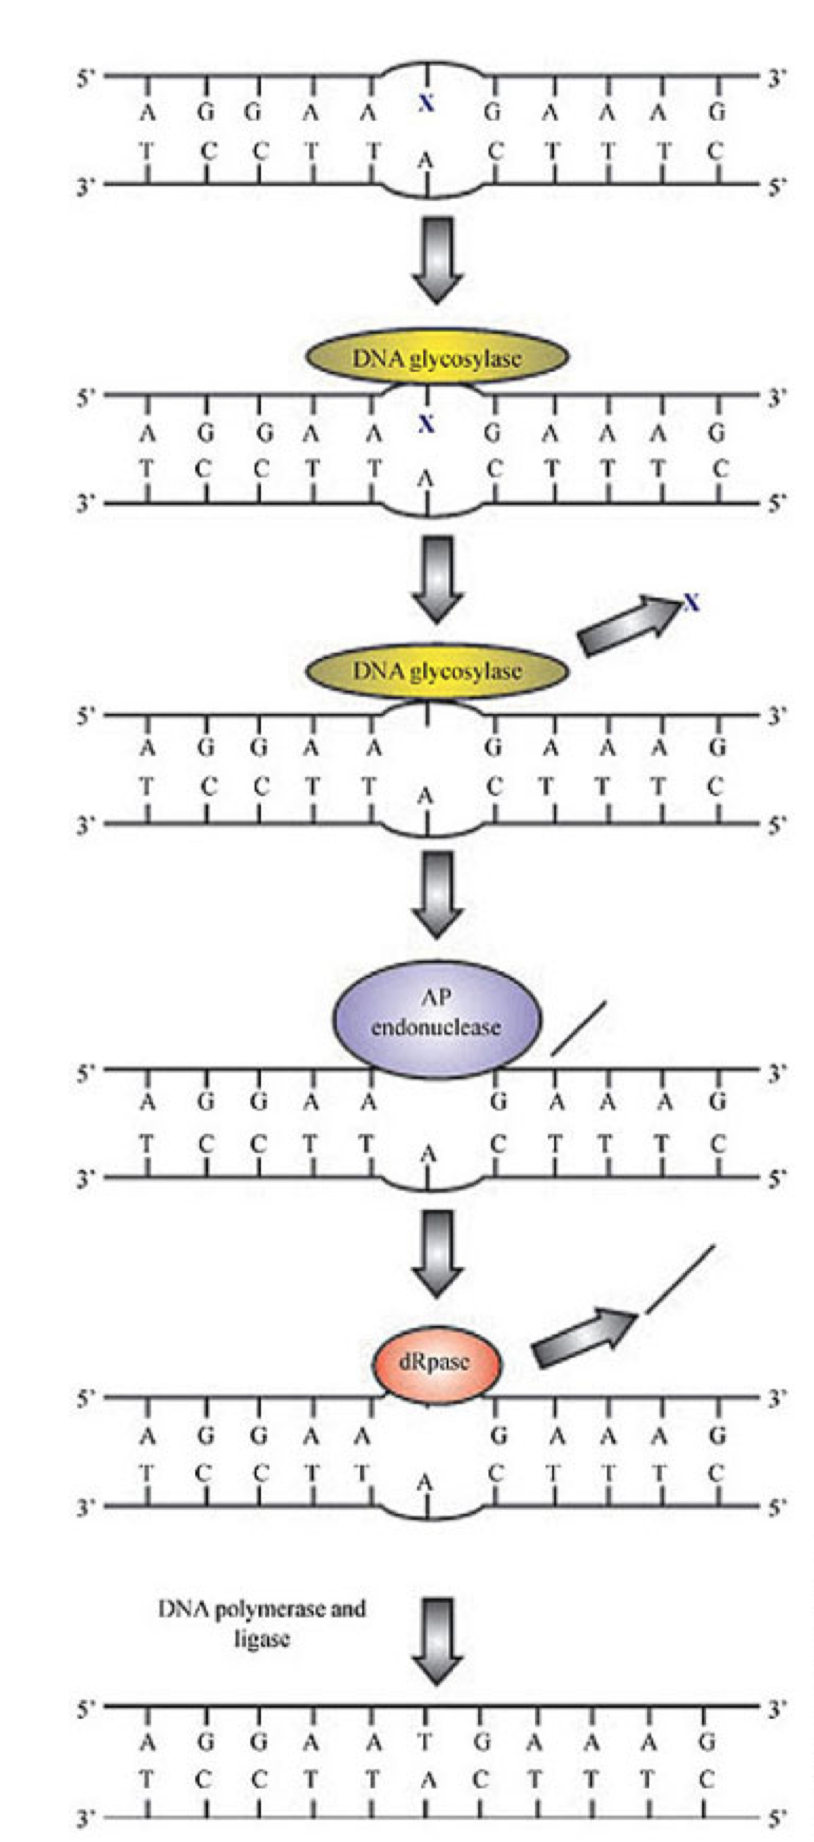 5' 3'
A G G A A X G A A A G
T C C T T A C T T T C
3' 5'
DNA glycosylase
5' 3'
A G G A A X G A A A G
T C C T T A C T T T C
3' 5'
X
DNA glycosylase
5' 3'
A G G A A G A A A G
T C C T T A C T T T C
3' 5'
AP
endonuclease
5' 3'
A G G A A G A A A G
T C C T T A C T T T C
3' 5'
dRpase
5' 3'
A G G A A G A A A G
T C C T T A C T T T C
3' 5'
DNA polymerase and
ligase
5' 3'
A G G A A T G A A A G
T C C T T A C T T T C
3' 5'